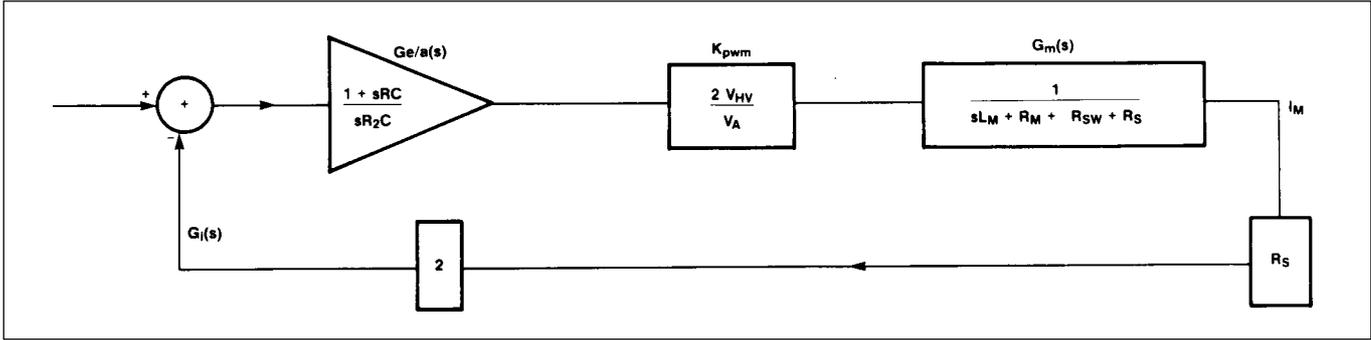 Ge/a(s)
Kpwm
Gm(s)
+
+
−
1 + sRC
sR2C
2 VHV
VA
1
sLM + RM + RSW + RS
IM
Gi(s)
2
RS